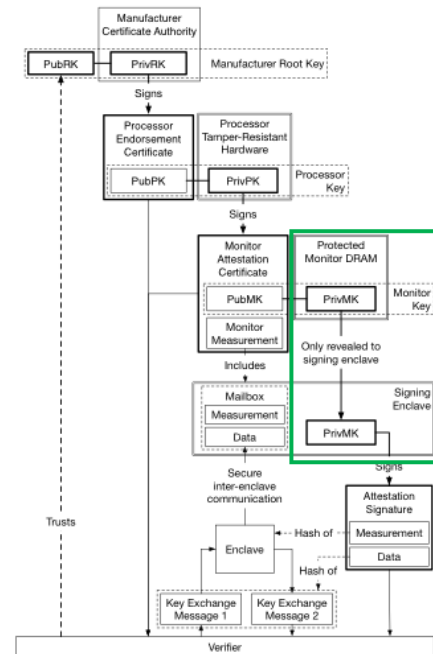 Manufacturer
Certificate Authority
PubRK
PrivRK
Manufacturer Root Key
Signs
Processor
Endorsement
Certificate
Processor
Tamper-Resistant
Hardware
PubPK
PrivPK
Processor
Key
Signs
Monitor
Attestation
Certificate
Protected
Monitor DRAM
PubMK
PrivMK
Monitor
Key
Monitor
Measurement
Only revealed to
signing enclave
Includes
Mailbox
Measurement
Data
Signing
Enclave
PrivMK
Secure
inter-enclave
communication
Signs
Attestation
Signature
Trusts
Enclave
Hash of
Measurement
Data
Hash of
Key Exchange
Message 1
Key Exchange
Message 2
Verifier